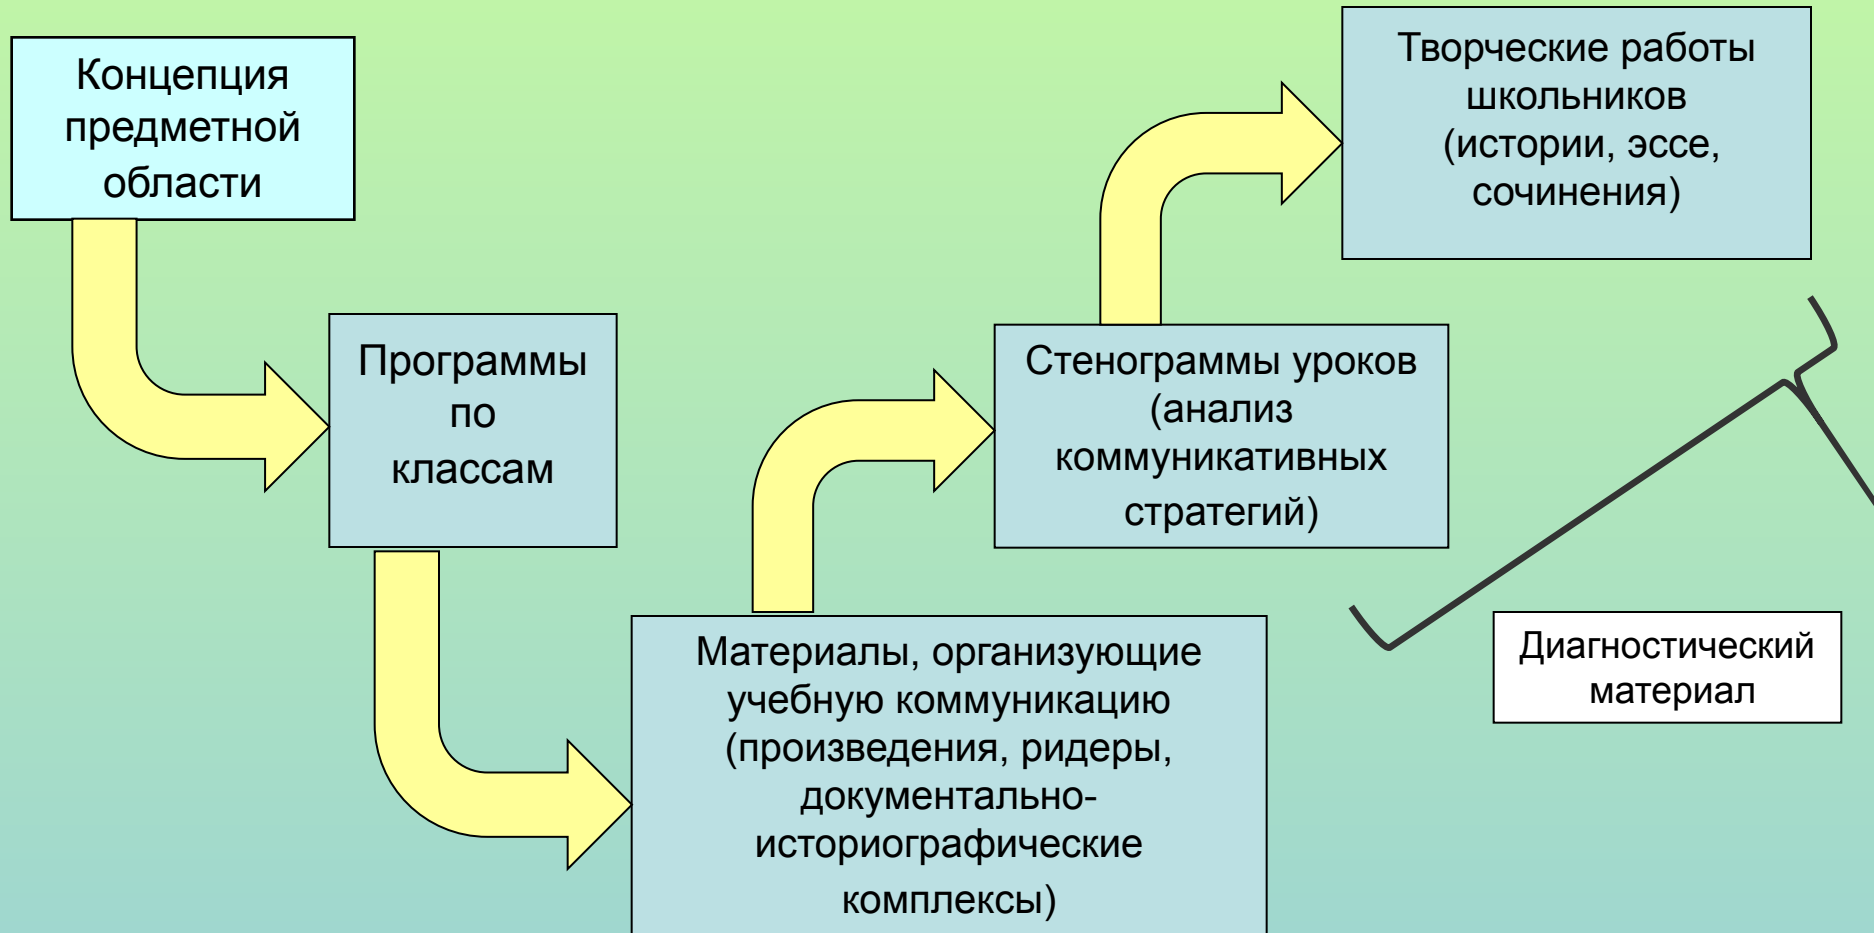 Концепция
предметной
области
Программы
по
классам
Материалы, организующие
учебную коммуникацию
(произведения, ридеры,
документально-
историографические
комплексы)
Стенограммы уроков
(анализ
коммуникативных
стратегий)
Творческие работы
школьников
(истории, эссе,
сочинения)
Диагностический
материал